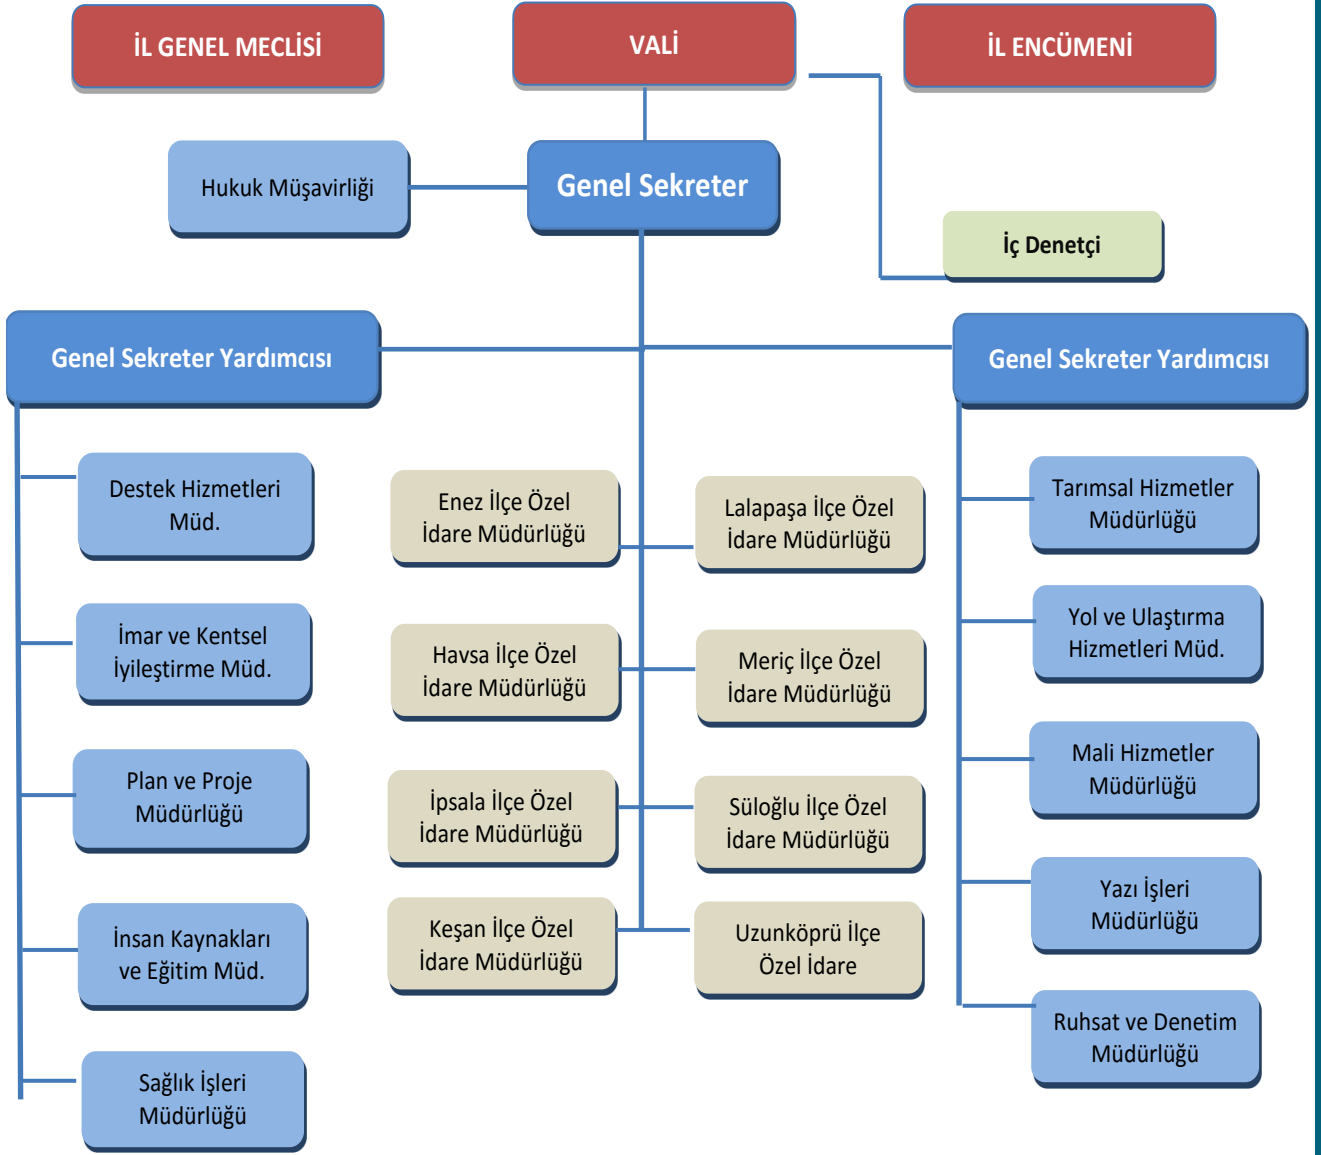 İL GENEL MECLİSİ
VALİ
İL ENCÜMENİ
Hukuk Müşavirliği
Genel Sekreter
İç Denetçi
Genel Sekreter Yardımcısı
Genel Sekreter Yardımcısı
Destek Hizmetleri
Müd.
İmar ve Kentsel
İyileştirme Müd.
Plan ve Proje
Müdürlüğü
İnsan Kaynakları
ve Eğitim Müd.
Sağlık İşleri
Müdürlüğü
Enez İlçe Özel
İdare Müdürlüğü
Havsa İlçe Özel
İdare Müdürlüğü
İpsala İlçe Özel
İdare Müdürlüğü
Keşan İlçe Özel
İdare Müdürlüğü
Lalapaşa İlçe Özel
İdare Müdürlüğü
Meriç İlçe Özel
İdare Müdürlüğü
Süloğlu İlçe Özel
İdare Müdürlüğü
Uzunköprü İlçe
Özel İdare
Tarımsal Hizmetler
Müdürlüğü
Yol ve Ulaştırma
Hizmetleri Müd.
Mali Hizmetler
Müdürlüğü
Yazı İşleri
Müdürlüğü
Ruhsat ve Denetim
Müdürlüğü